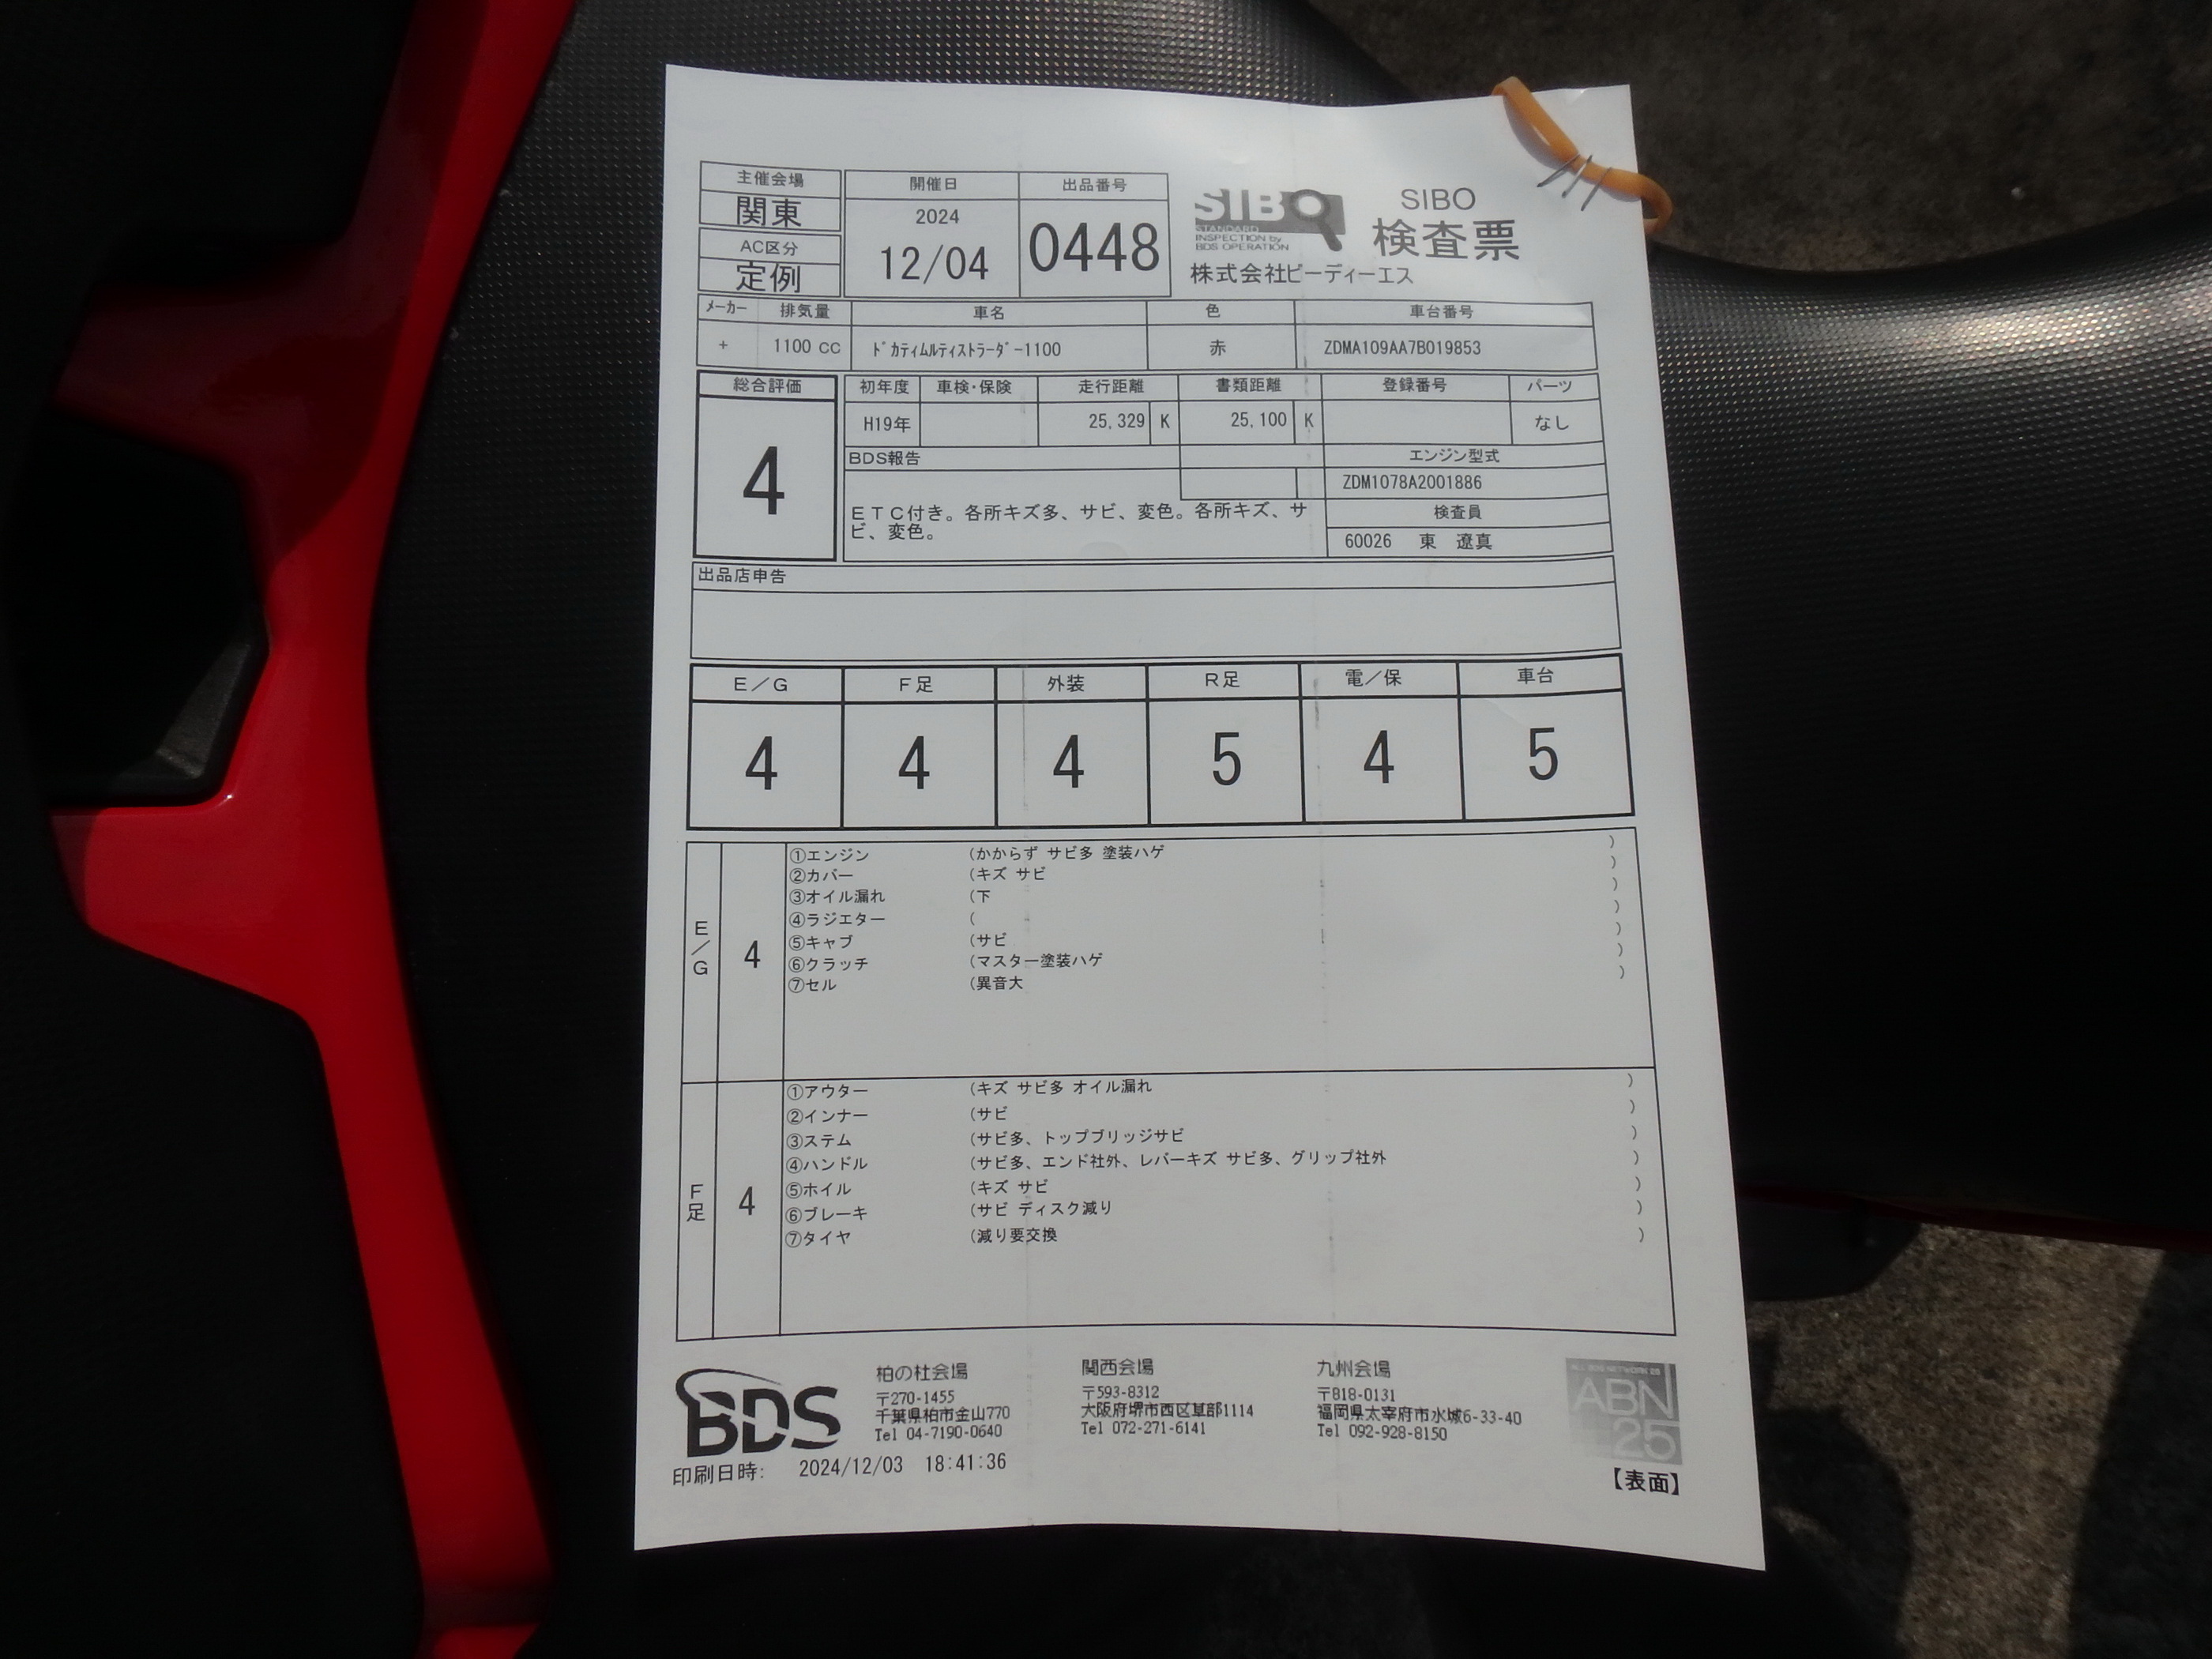 主催会場
関東
AC区分
定例
開催日
2024
12/04
出品番号
0448
SIBO
STANDARD
INSPECTION by
BDS OPERATION
SIBO
検査票
株式会社ビーディーエス
メーカー 排気量 車名 色 車台番号
+ 1100 CC ドカティムルティストラーダー1100 赤 ZDMA109AA7B019853
総合評価
4
初年度 車検・保険 走行距離 書類距離 登録番号 パーツ
H19年 25,329 K 25,100 K なし
BDS報告
ETC付き。各所キズ多、サビ、変色。各所キズ、サ
ビ、変色。
エンジン型式
ZDM1078A2001886
検査員
60026 東 遼真
出品店申告
E/G F足 外装 R足 電/保 車台
4 4 4 5 4 5
E/G
4
①エンジン (かからず サビ多 塗装ハゲ )
②カバー (キズ サビ )
③オイル漏れ (下 )
④ラジエター ( )
⑤キャブ (サビ )
⑥クラッチ (マスター塗装ハゲ )
⑦セル (異音大 )
F足
4
①アウター (キズ サビ多 オイル漏れ )
②インナー (サビ )
③ステム (サビ多、トップブリッジサビ )
④ハンドル (サビ多、エンド社外、レバーキズ サビ多、グリップ社外 )
⑤ホイル (キズ サビ )
⑥ブレーキ (サビ ディスク減り )
⑦タイヤ (減り要交換 )
BDS
柏の杜会場
〒270-1455
千葉県柏市金山770
Tel 04-7190-0640
関西会場
〒593-8312
大阪府堺市西区草部1114
Tel 072-271-6141
九州会場
〒818-0131
福岡県太宰府市水城6-33-40
Tel 092-928-8150
ALL BDS NETWORK 25
ABN
25
印刷日時: 2024/12/03 18:41:36
【表面】